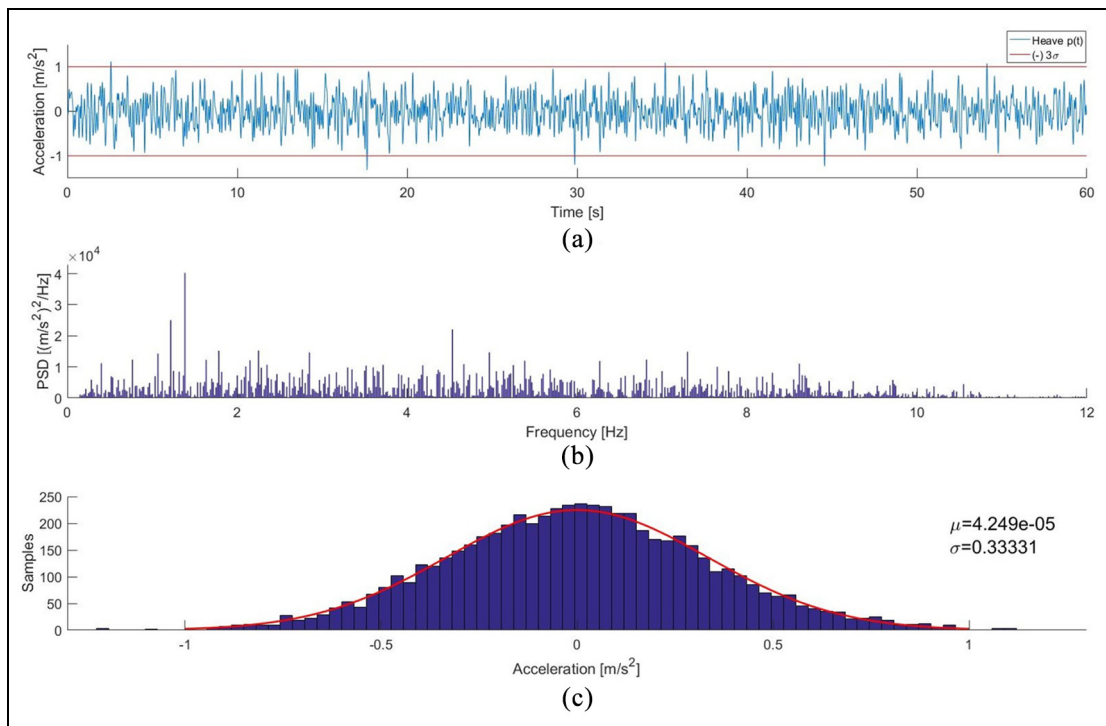 Heave p(t)
(-) 3σ
Acceleration [m/s²]
1
0
-1
0 10 20 30 40 50 60
Time [s]
(a)
×10⁴
PSD [(m/s²)²/Hz]
4
3
2
1
0
0 2 4 6 8 10 12
Frequency [Hz]
(b)
250
200
150
100
50
0
Samples
μ=4.249e-05
σ=0.33331
-1 -0.5 0 0.5 1
Acceleration [m/s²]
(c)